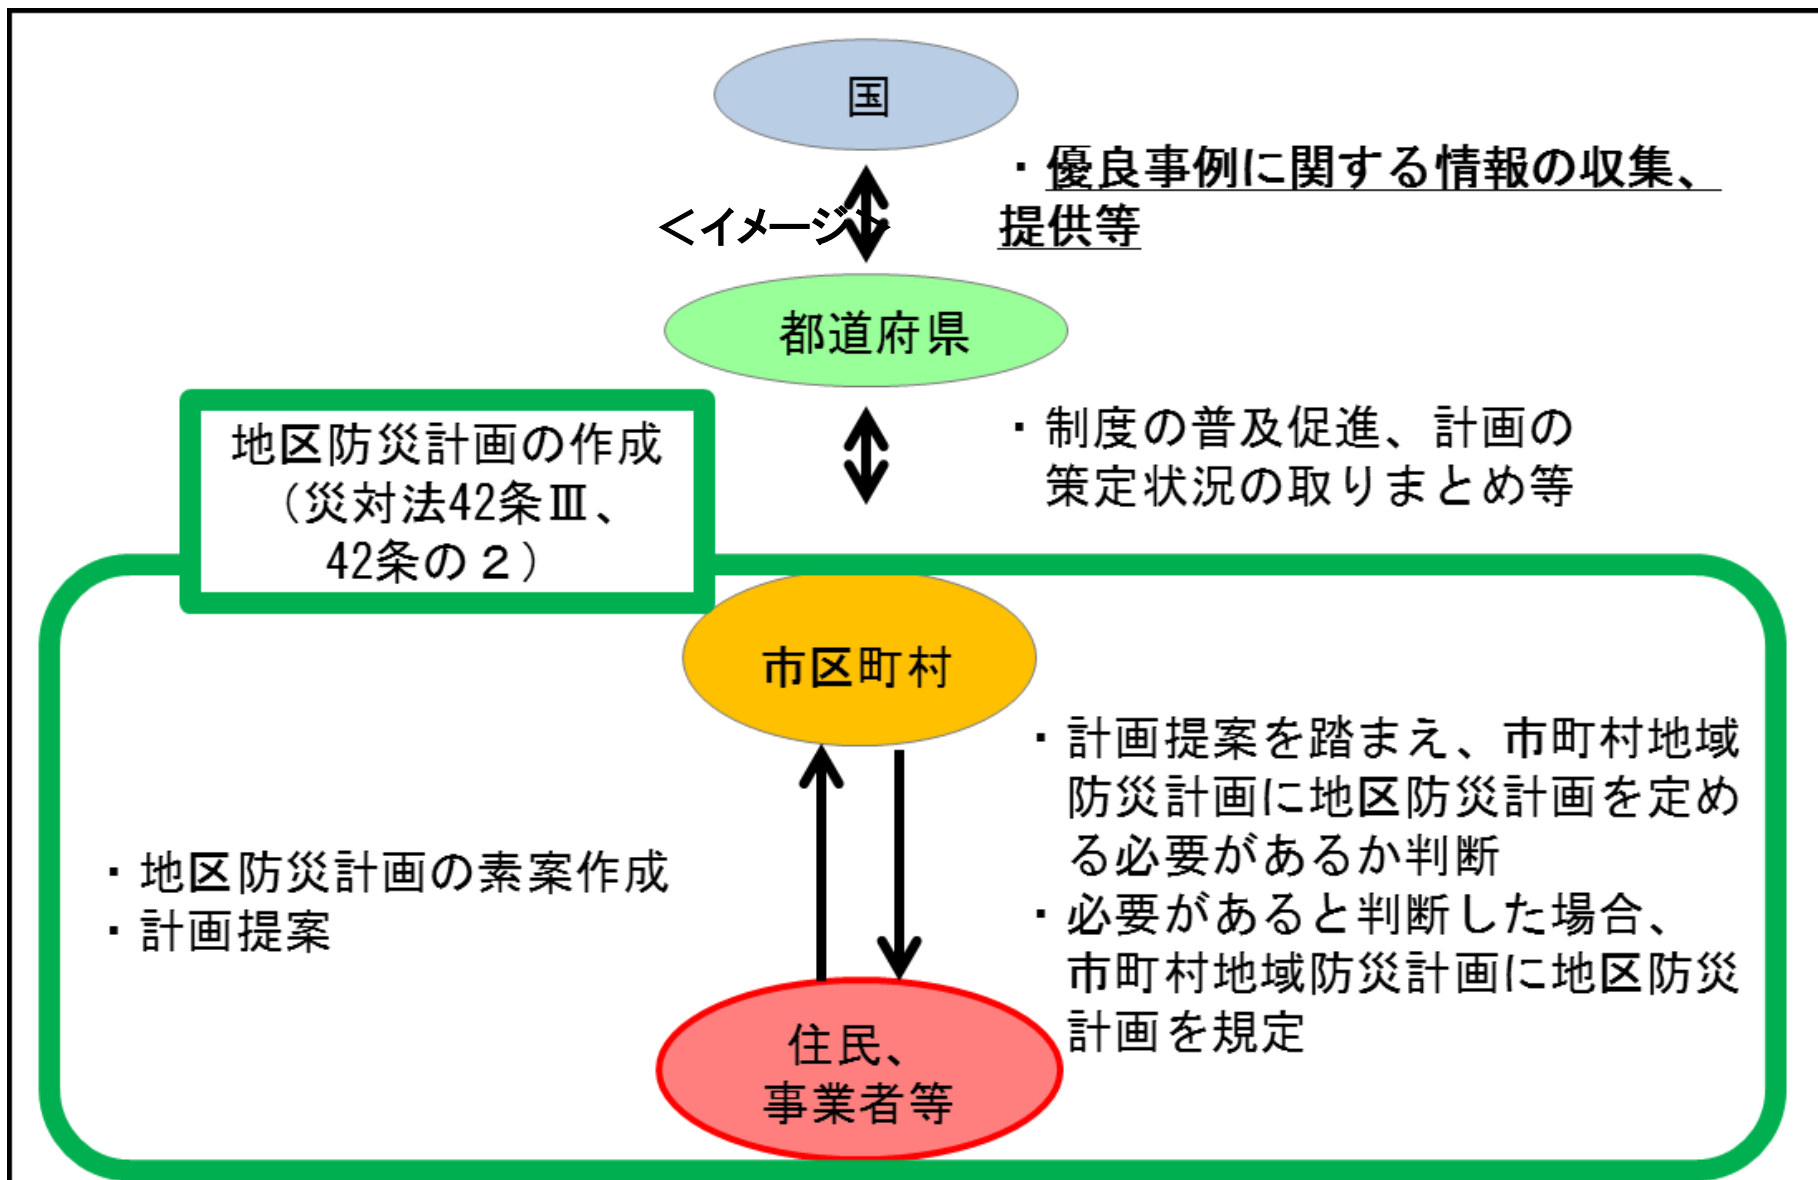 国
・優良事例に関する情報の収集、
提供等
＜イメージ＞
都道府県
・制度の普及促進、計画の
策定状況の取りまとめ等
地区防災計画の作成
（災対法42条Ⅲ、
42条の２）
市区町村
・計画提案を踏まえ、市町村地域
防災計画に地区防災計画を定め
る必要があるか判断
・必要があると判断した場合、
市町村地域防災計画に地区防災
計画を規定
・地区防災計画の素案作成
・計画提案
住民、
事業者等